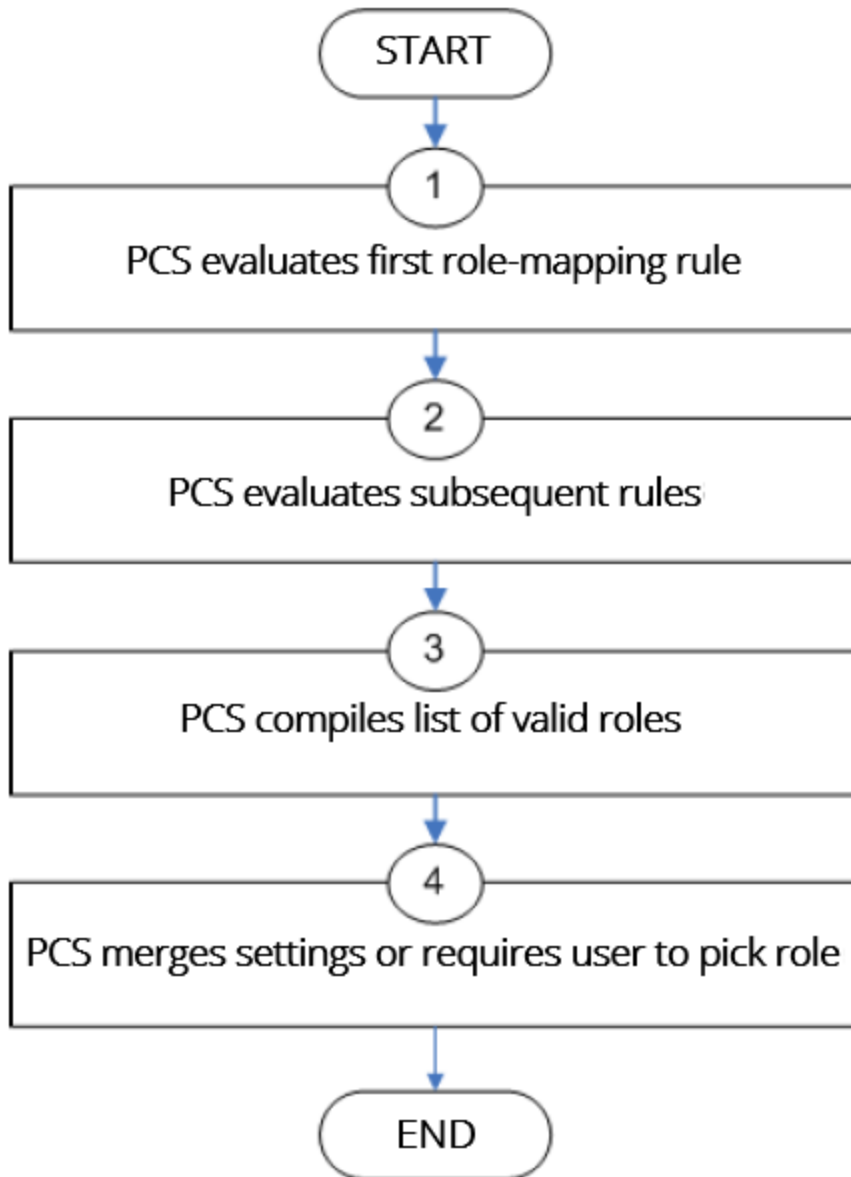 START
1
PCS evaluates first role-mapping rule
2
PCS evaluates subsequent rules
3
PCS compiles list of valid roles
4
PCS merges settings or requires user to pick role
END